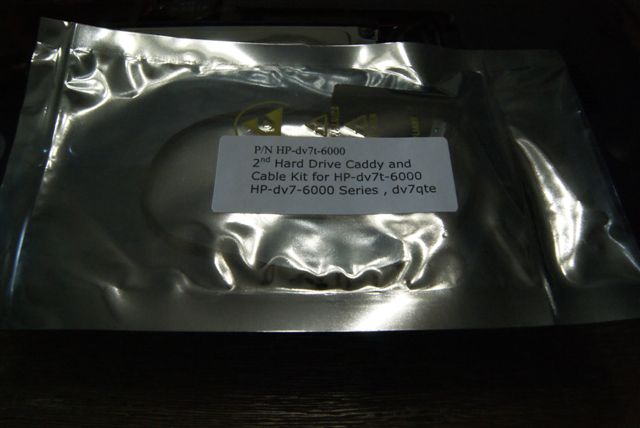 P/N HP-dv7t-6000
2nd Hard Drive Caddy and
Cable Kit for HP-dv7t-6000
HP-dv7-6000 Series , dv7qte